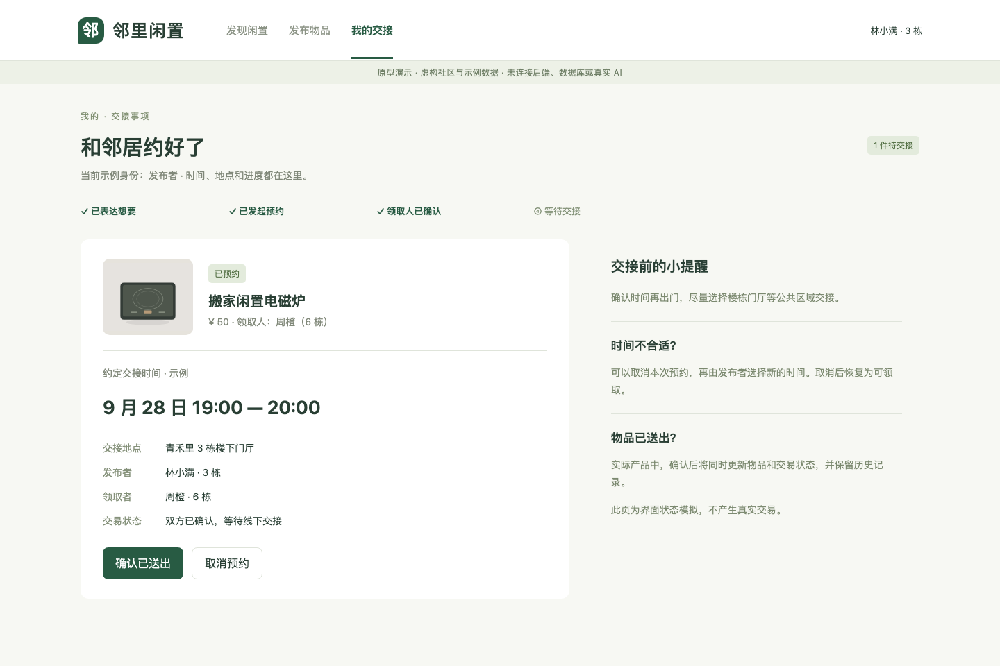 邻 邻里闲置 发现闲置 发布物品 我的交接 林小满 · 3 栋
原型演示 · 虚构社区与示例数据 · 未连接后端、数据库或真实 AI
我的 · 交接事项
和邻居约好了
1 件待交接
当前示例身份：发布者 · 时间、地点和进度都在这里。
✓ 已表达想要 ✓ 已发起预约 ✓ 领取人已确认 ④ 等待交接
已预约
搬家闲置电磁炉
¥ 50 · 领取人：周橙（6 栋）
约定交接时间 · 示例
9 月 28 日 19:00 — 20:00
交接地点 青禾里 3 栋楼下门厅
发布者 林小满 · 3 栋
领取者 周橙 · 6 栋
交易状态 双方已确认，等待线下交接
确认已送出 取消预约
交接前的小提醒
确认时间再出门，尽量选择楼栋门厅等公共区域交接。
时间不合适?
可以取消本次预约，再由发布者选择新的时间。取消后恢复为可领
取。
物品已送出?
实际产品中，确认后将同时更新物品和交易状态，并保留历史记
录。
此页为界面状态模拟，不产生真实交易。